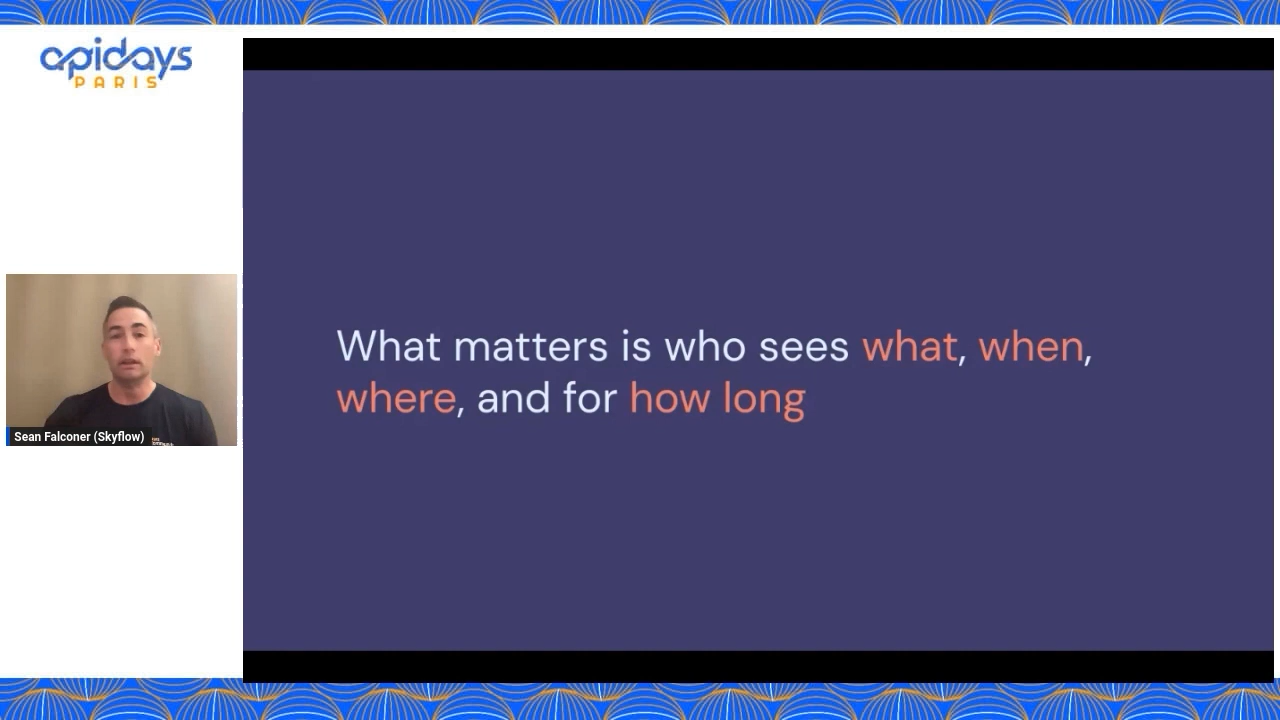 apidays
PARIS
What matters is who sees what, when,
where, and for how long
Sean Falconer (Skyflow)